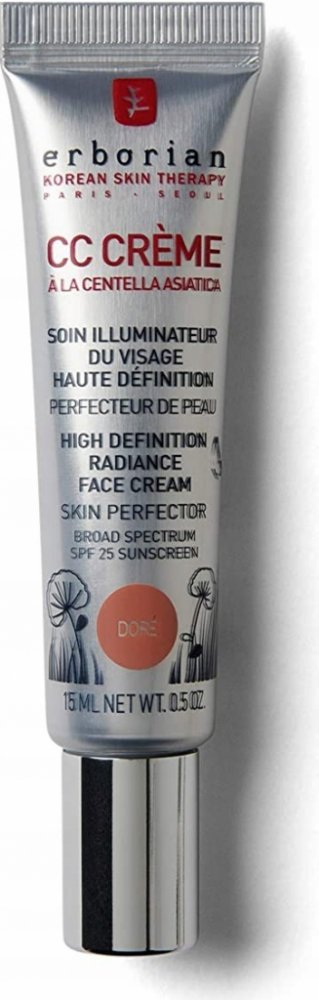 erborian
KOREAN SKIN THERAPY
PARIS - SEOUL
CC CRÈME
À LA CENTELLA ASIATICA
SOIN ILLUMINATEUR
DU VISAGE
HAUTE DÉFINITION
PERFECTEUR DE PEAU
HIGH DEFINITION
RADIANCE
FACE CREAM
SKIN PERFECTOR
BROAD SPECTRUM
SPF 25 SUNSCREEN
DORÉ
15 ML NET WT. 0.5 OZ.